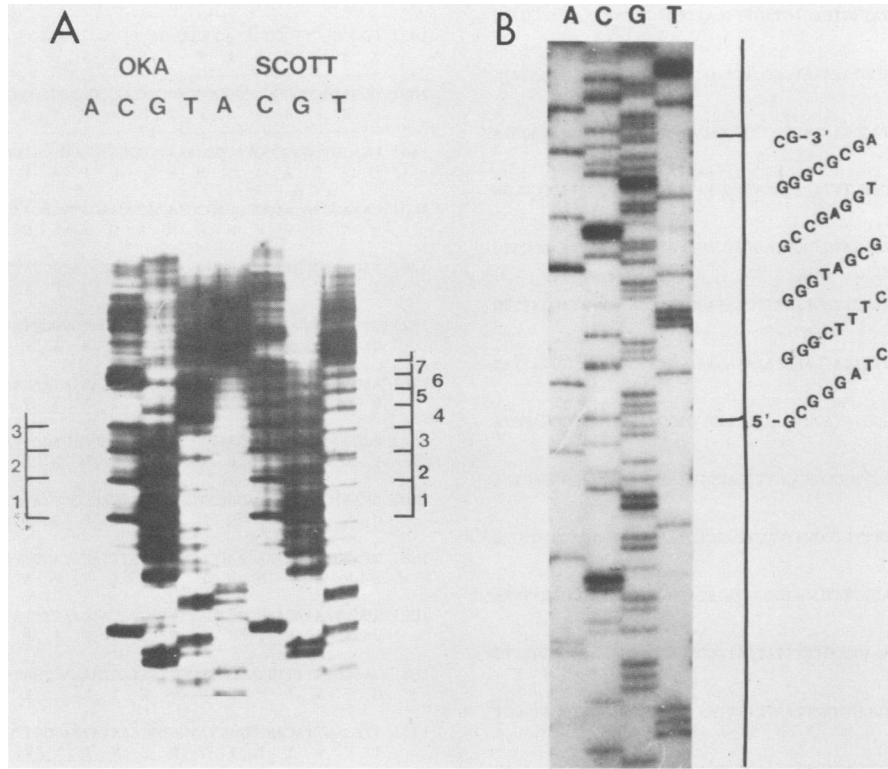 A
OKA SCOTT
A C G T A C G T
3
2
1
7
6
5
4
3
2
1
B
A C G T
CG-3'
GGGCGCGA
GCCGAGGT
GGGTAGCG
GGGCTTTC
5'-GCGGGATC